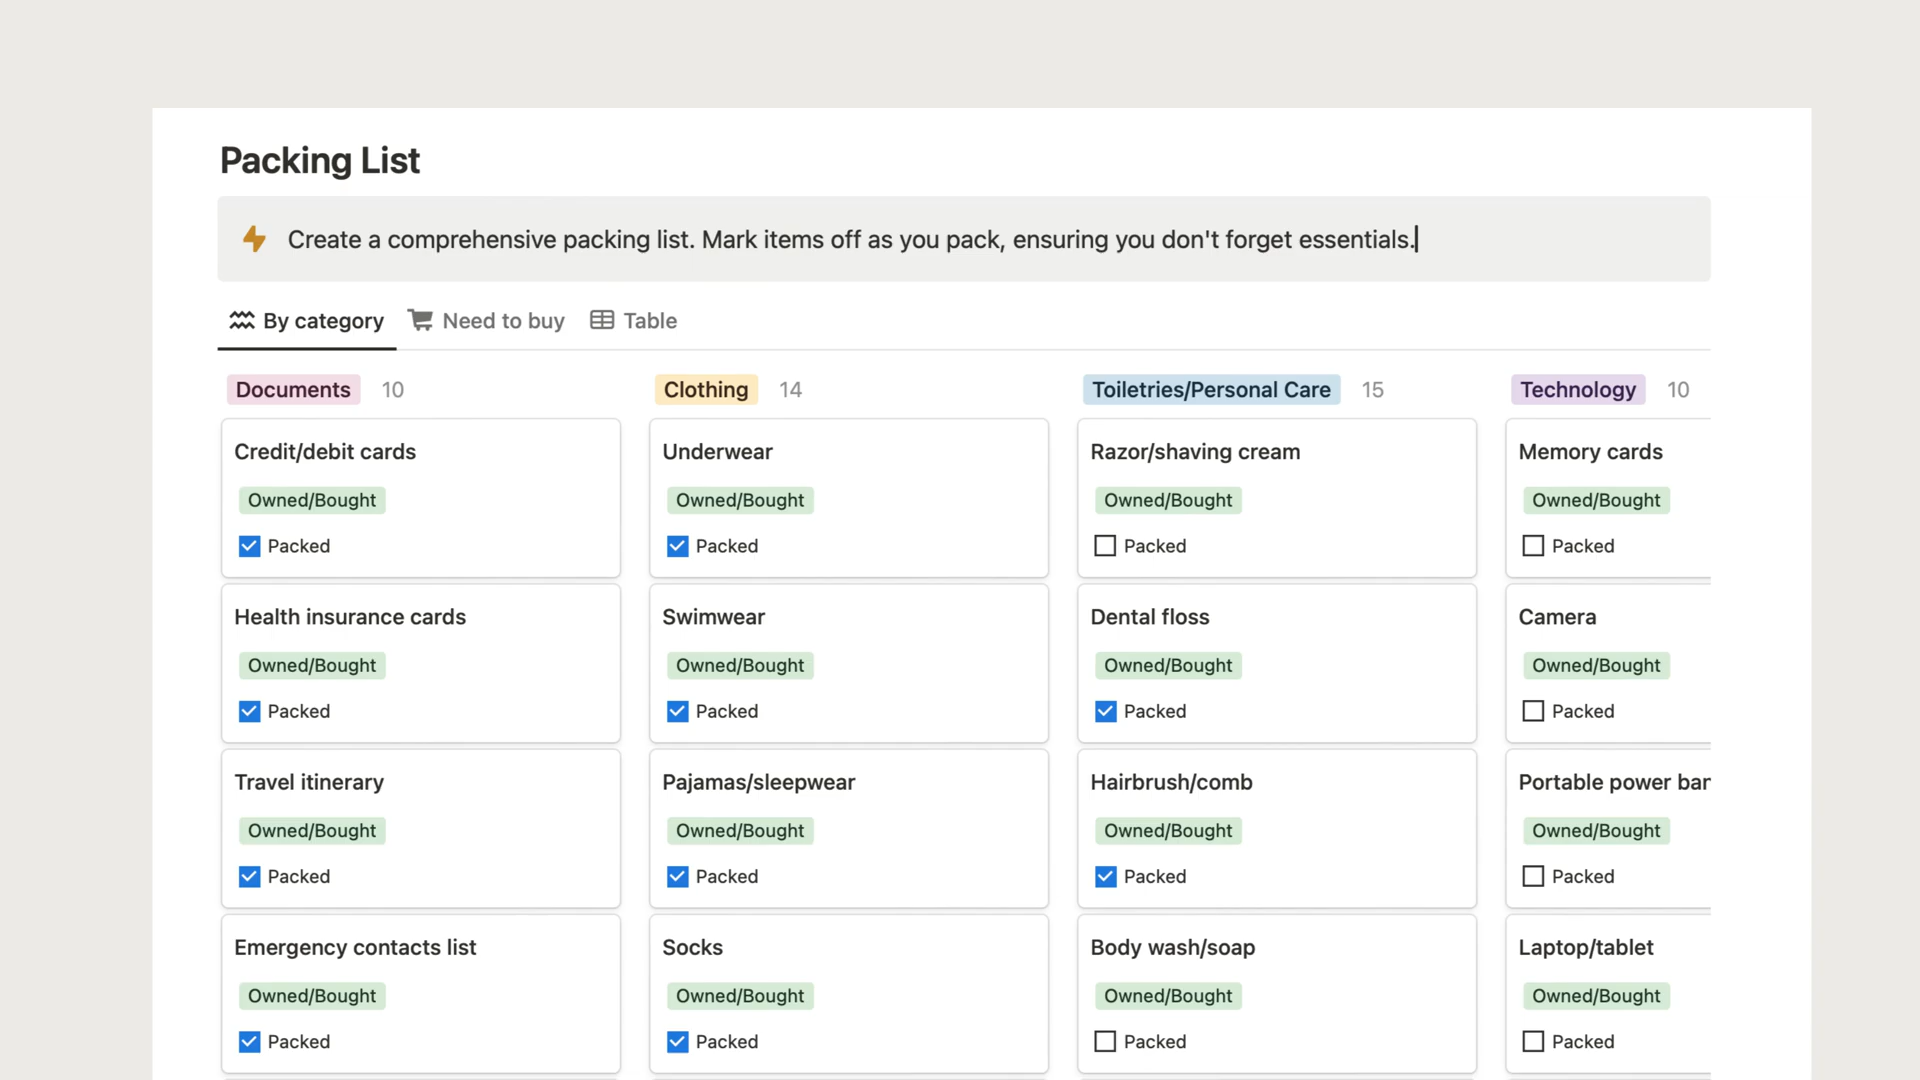 Packing List
Create a comprehensive packing list. Mark items off as you pack, ensuring you don't forget essentials.
By category Need to buy Table
Documents 10 Clothing 14 Toiletries/Personal Care 15 Technology 10
Credit/debit cards Underwear Razor/shaving cream Memory cards
Owned/Bought Owned/Bought Owned/Bought Owned/Bought
Packed Packed Packed Packed
Health insurance cards Swimwear Dental floss Camera
Owned/Bought Owned/Bought Owned/Bought Owned/Bought
Packed Packed Packed Packed
Travel itinerary Pajamas/sleepwear Hairbrush/comb Portable power
Owned/Bought Owned/Bought Owned/Bought Owned/Bought
Packed Packed Packed Packed
Emergency contacts list Socks Body wash/soap Laptop/tablet
Owned/Bought Owned/Bought Owned/Bought Owned/Bought
Packed Packed Packed Packed